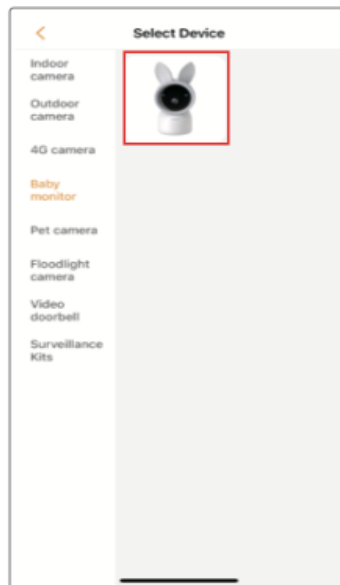 Select Device
Indoor
camera
Outdoor
camera
4G camera
Baby
monitor
Pet camera
Floodlight
camera
Video
doorbell
Surveillance
Kits